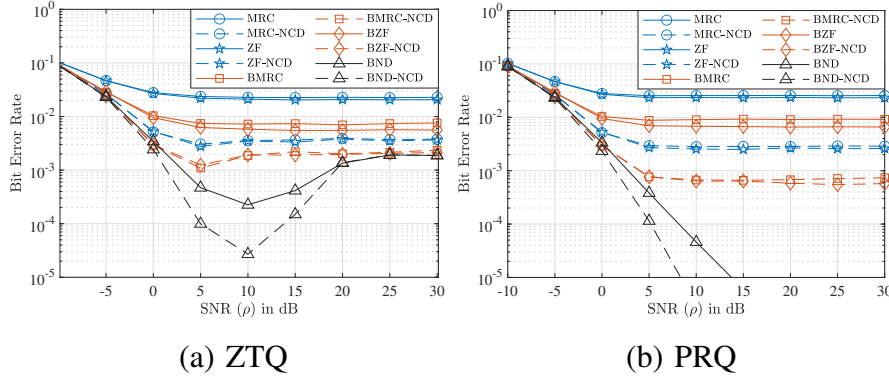 MRC
MRC-NCD
ZF
ZF-NCD
BMRC
BMRC-NCD
BZF
BZF-NCD
BND
BND-NCD
Bit Error Rate
10^0
10^-1
10^-2
10^-3
10^-4
10^-5
-5
0
5
10
15
20
25
30
SNR (ρ) in dB
(a) ZTQ
MRC
MRC-NCD
ZF
ZF-NCD
BMRC
BMRC-NCD
BZF
BZF-NCD
BND
BND-NCD
Bit Error Rate
10^0
10^-1
10^-2
10^-3
10^-4
10^-5
-10
-5
0
5
10
15
20
25
30
SNR (ρ) in dB
(b) PRQ